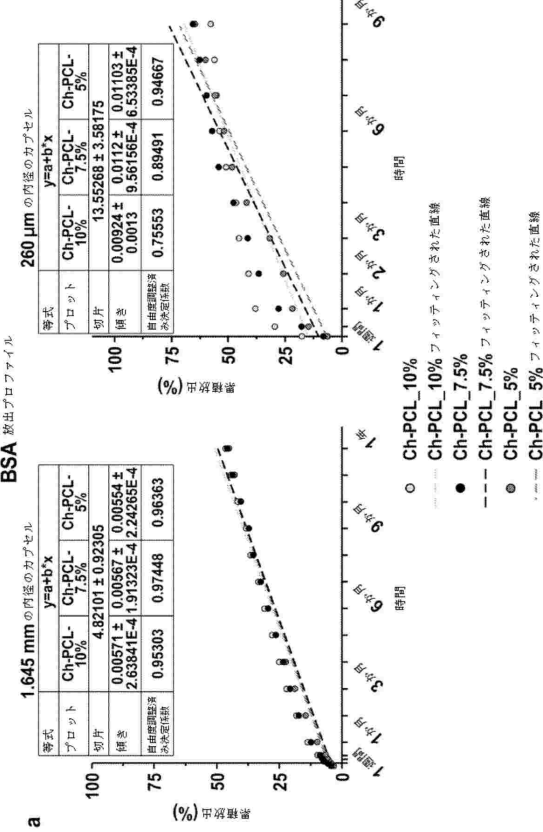 a
BSA 放出プロファイル
1.645 mm の内径のカプセル
等式 y=a+b*x
プロット Ch-PCL-10% Ch-PCL-7.5% Ch-PCL-5%
切片 4.82101 ± 0.92305
傾き 0.00571 ± 2.63841E-4 0.00567 ± 1.91323E-4 0.00554 ± 2.24265E-4
自由度調整済み決定係数 0.95303 0.97448 0.96363
累積放出 (%)
100
75
50
25
0
1週間 1か月 3か月 6か月 9か月 1年
時間
260 μm の内径のカプセル
等式 y=a+b*x
プロット Ch-PCL-10% Ch-PCL-7.5% Ch-PCL-5%
切片 13.55268 ± 3.58175
傾き 0.00924 ± 0.0013 0.0112 ± 9.56156E-4 0.01103 ± 6.53385E-4
自由度調整済み決定係数 0.75553 0.89491 0.94667
累積放出 (%)
100
75
50
25
0
1週間 1か月 2か月 3か月 6か月 9か月
時間
Ch-PCL_10%
Ch-PCL_10% フィッティングされた直線
Ch-PCL_7.5%
Ch-PCL_7.5% フィッティングされた直線
Ch-PCL_5%
Ch-PCL_5% フィッティングされた直線